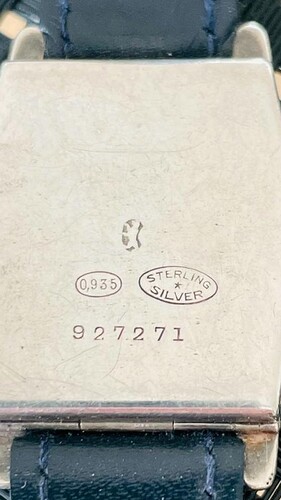 0,935
STERLING
★
SILVER
927271